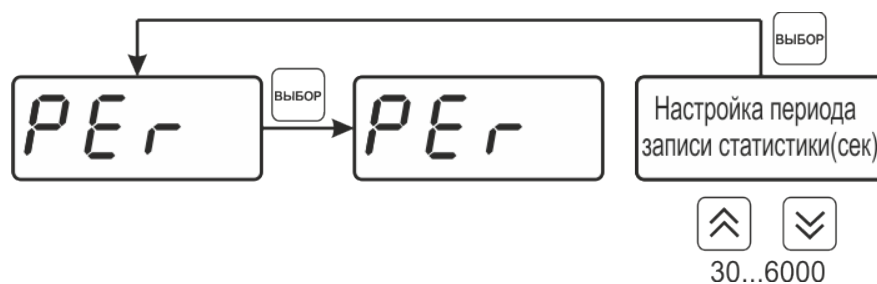 ВЫБОР
PEr
ВЫБОР
PEr
Настройка периода
записи статистики(сек)
30...6000